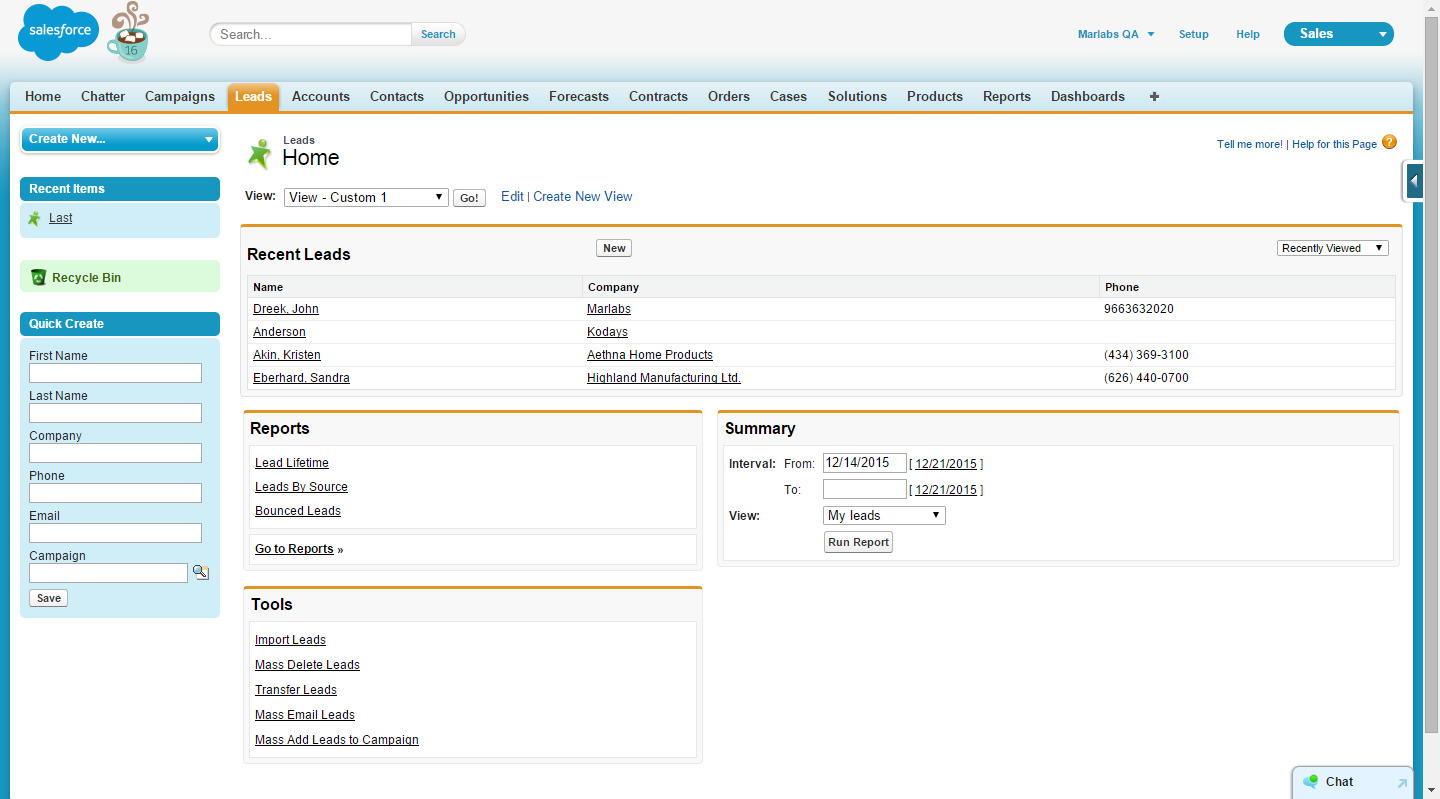 salesforce
16
Search...
Search
Marlabs QA
Setup
Help
Sales
Home
Chatter
Campaigns
Leads
Accounts
Contacts
Opportunities
Forecasts
Contracts
Orders
Cases
Solutions
Products
Reports
Dashboards
+
Create New...
Recent Items
Last
Recycle Bin
Quick Create
First Name
Last Name
Company
Phone
Email
Campaign
Save
Leads
Home
Tell me more! | Help for this Page ?
View: View - Custom 1 Go! Edit | Create New View
Recent Leads
New
Recently Viewed
Name Company Phone
Dreek, John Marlabs 9663632020
Anderson Kodays
Akin, Kristen Aethna Home Products (434) 369-3100
Eberhard, Sandra Highland Manufacturing Ltd. (626) 440-0700
Reports
Lead Lifetime
Leads By Source
Bounced Leads
Go to Reports »
Summary
Interval: From: 12/14/2015 [ 12/21/2015 ]
To: [ 12/21/2015 ]
View: My leads
Run Report
Tools
Import Leads
Mass Delete Leads
Transfer Leads
Mass Email Leads
Mass Add Leads to Campaign
Chat